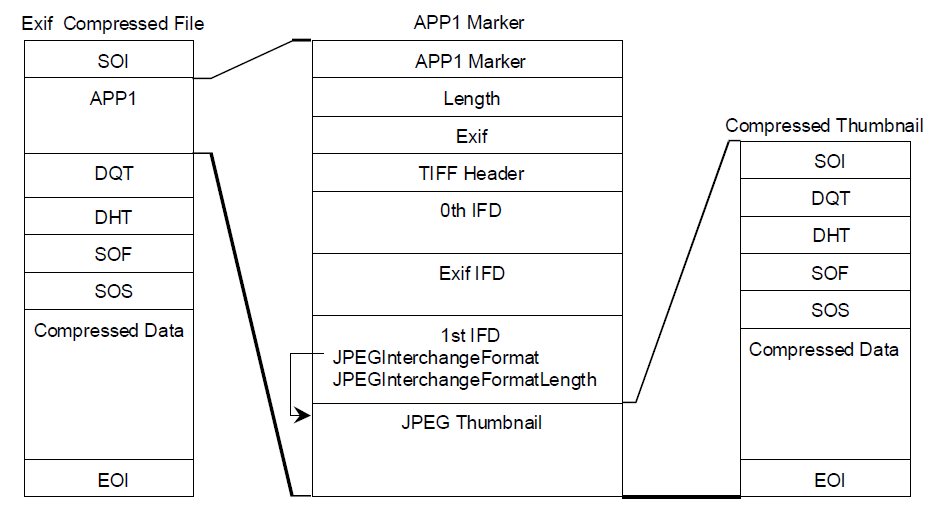 Exif Compressed File
SOI
APP1
DQT
DHT
SOF
SOS
Compressed Data
EOI
APP1 Marker
APP1 Marker
Length
Exif
TIFF Header
0th IFD
Exif IFD
1st IFD
JPEGInterchangeFormat
JPEGInterchangeFormatLength
JPEG Thumbnail
Compressed Thumbnail
SOI
DQT
DHT
SOF
SOS
Compressed Data
EOI